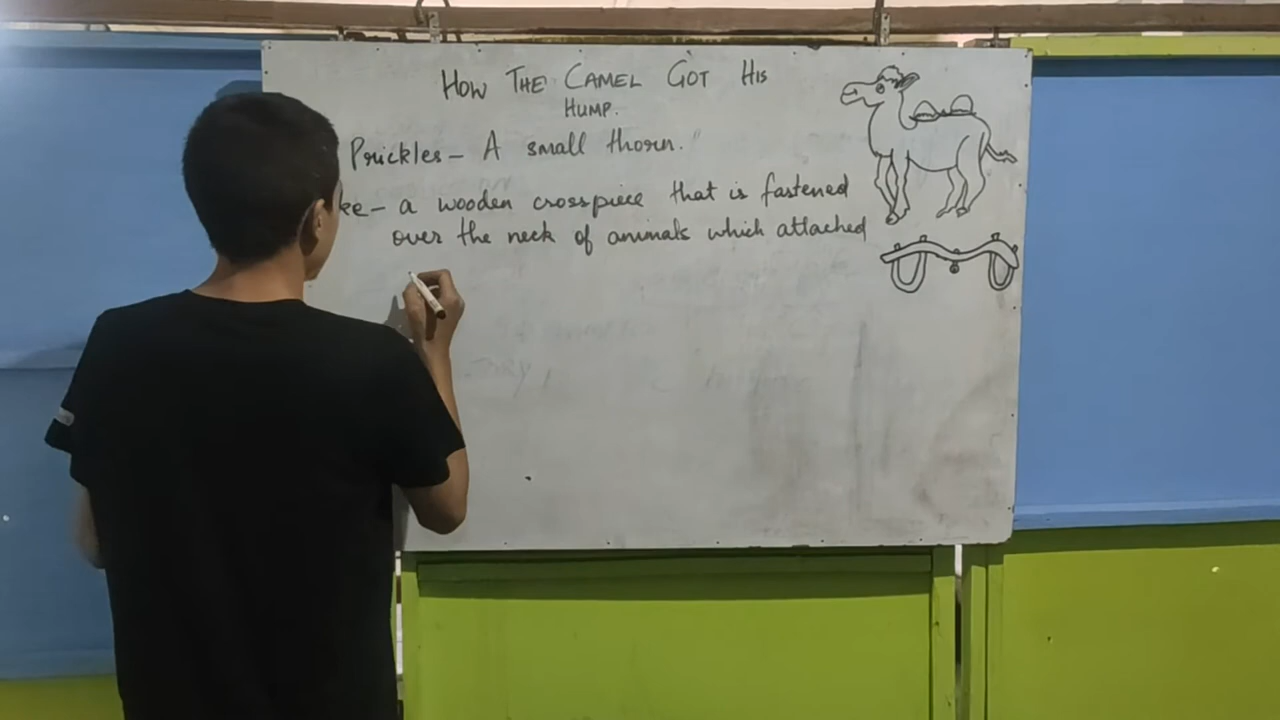 HOW THE CAMEL GOT HIS
HUMP.
Prickles - A small thorn."
ke - a wooden crosspiece that is fastened
over the neck of animals which attached